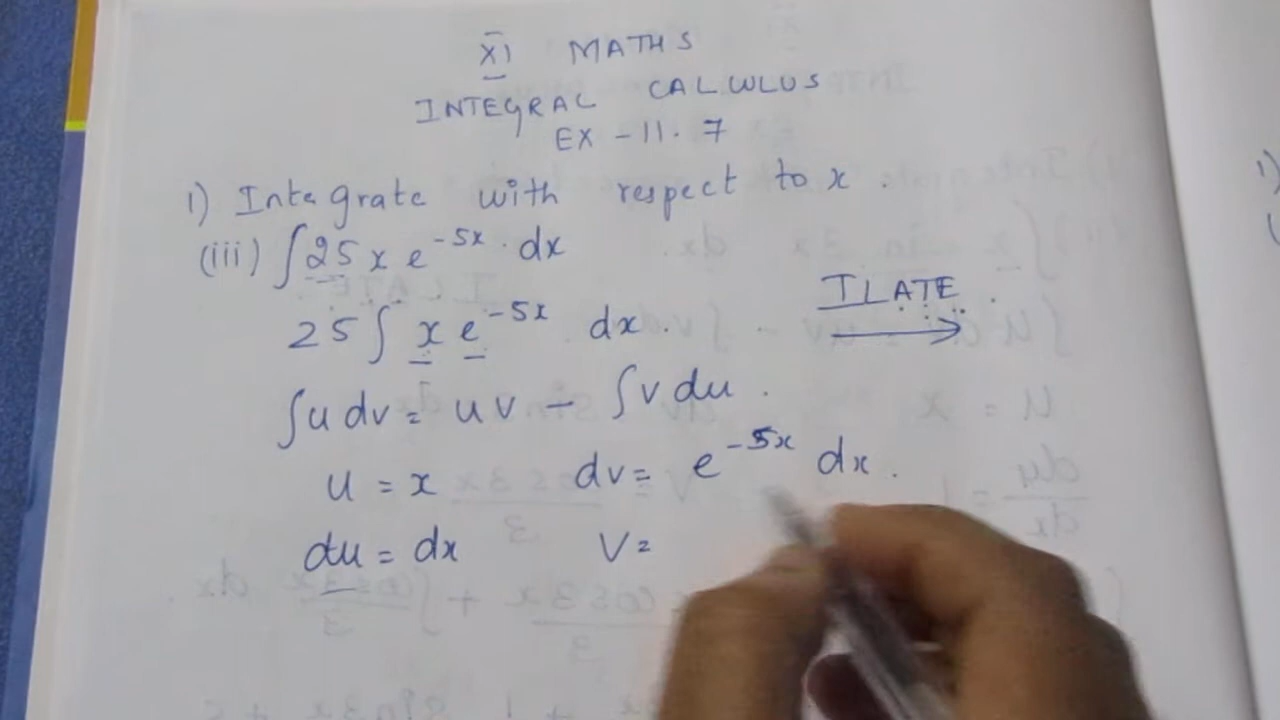 XI MATHS
INTEGRAL CALCULUS
EX - 11.7
1) Integrate with respect to x.
(iii) ∫25 x e^-5x . dx
25 ∫ x e^-5x dx.
ILATE
∫u dv = uv - ∫v du.
u = x dv = e^-5x dx.
du = dx V =